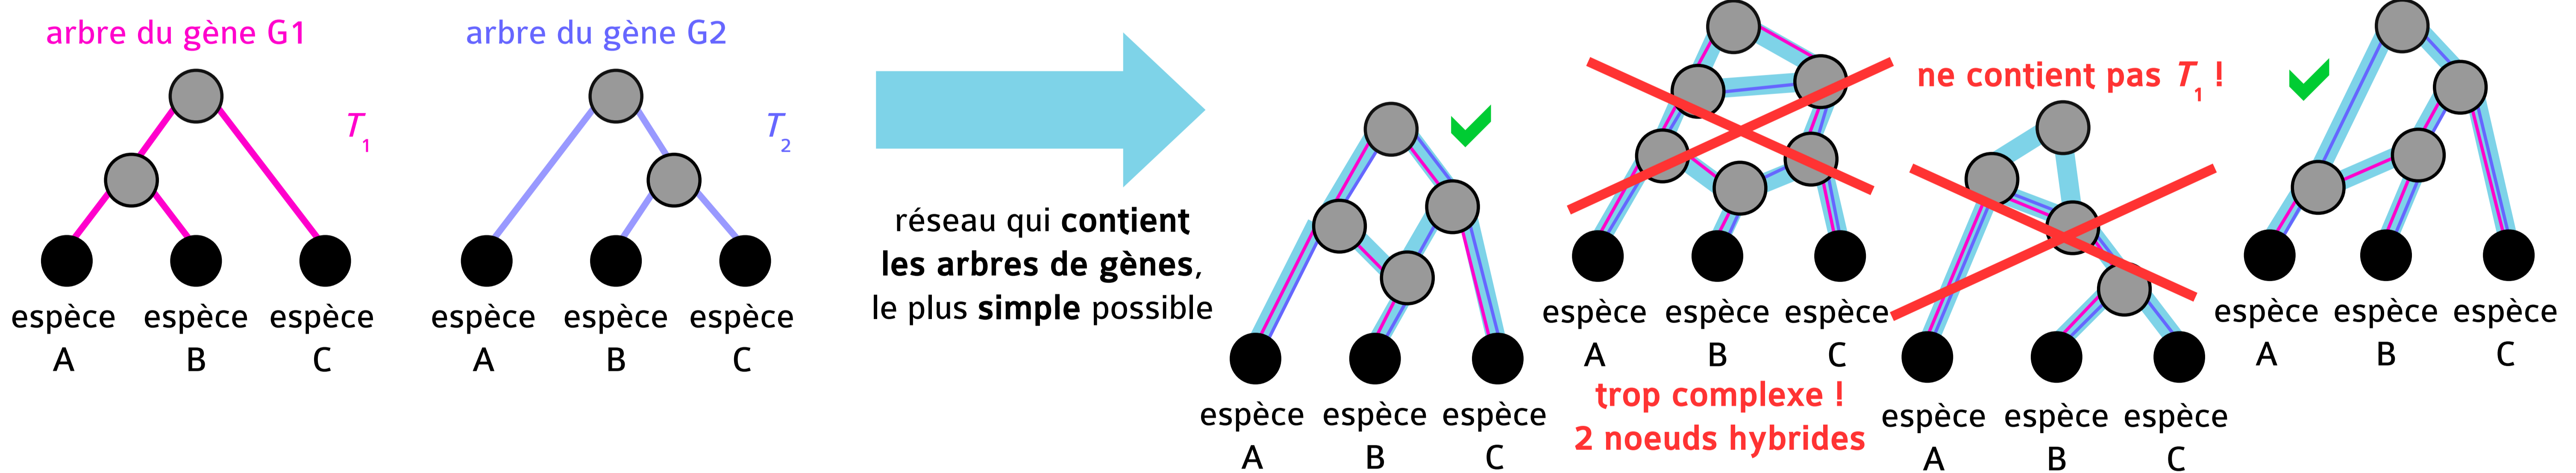 arbre du gène G1
T1
espèce espèce espèce
A B C
arbre du gène G2
T2
espèce espèce espèce
A B C
réseau qui contient
les arbres de gènes,
le plus simple possible
espèce espèce espèce
A B C
espèce espèce espèce
A B C
trop complexe !
2 noeuds hybrides
ne contient pas T1 !
espèce espèce espèce
A B C
espèce espèce espèce
A B C